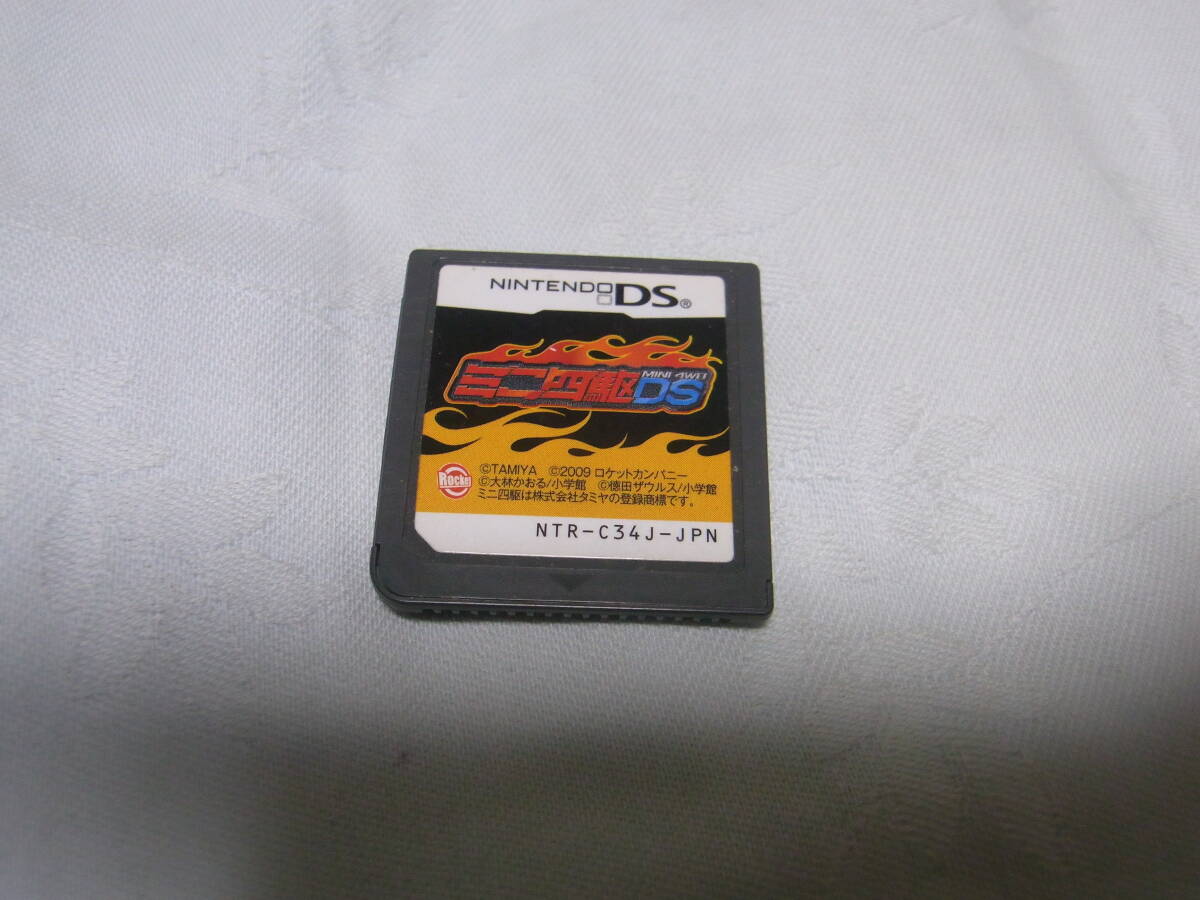 NINTENDO DS®
MINI 4WD
ミニ四駆DS
Rocket
©TAMIYA ©2009 ロケットカンパニー
©大林かおる/小学館 ©徳田ザウルス/小学館
ミニ四駆は株式会社タミヤの登録商標です。
NTR-C34J-JPN